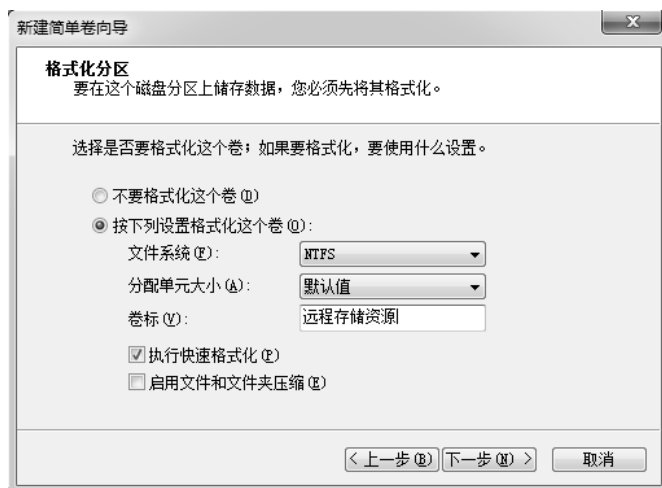 新建简单卷向导
格式化分区
要在这个磁盘分区上储存数据，您必须先将其格式化。
选择是否要格式化这个卷；如果要格式化，要使用什么设置。
不要格式化这个卷(D)
按下列设置格式化这个卷(O):
文件系统(F): NTFS
分配单元大小(A): 默认值
卷标(V): 远程存储资源
执行快速格式化(P)
启用文件和文件夹压缩(E)
< 上一步(B) 下一步(N) > 取消